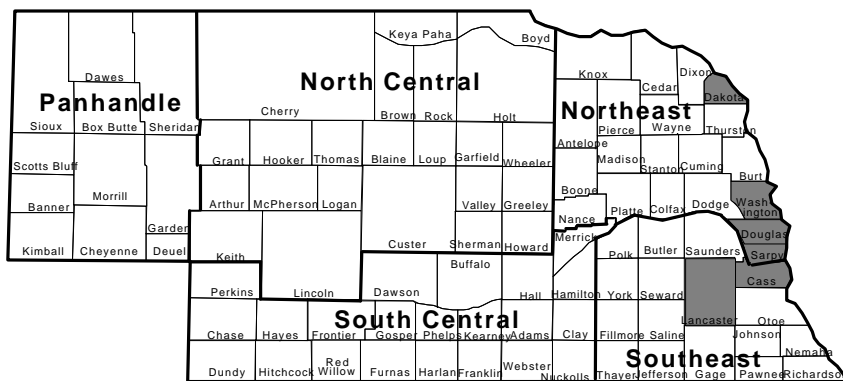 Keya Paha
Boyd
Knox
Cedar
Dixon
Dawes
North Central
Panhandle
Northeast
Dakota
Cherry
Brown
Rock
Holt
Sioux
Box Butte
Sheridan
Pierce
Wayne
Thurston
Antelope
Grant
Hooker
Thomas
Blaine
Loup
Garfield
Wheeler
Madison
Stanton
Cuming
Scotts Bluff
Burt
Morrill
Boone
Banner
Arthur
McPherson
Logan
Valley
Greeley
Nance
Platte
Colfax
Dodge
Wash
ington
Garden
Kimball
Cheyenne
Deuel
Keith
Custer
Sherman
Howard
Merrick
Polk
Butler
Saunders
Douglas
Sarpy
Buffalo
Perkins
Lincoln
Dawson
Hall
Hamilton
York
Seward
Cass
Lancaster
Otoe
South Central
Chase
Hayes
Frontier
Gosper
Phelps
Kearney
Adams
Clay
Fillmore
Saline
Johnson
Nemaha
Southeast
Dundy
Hitchcock
Red
Willow
Furnas
Harlan
Franklin
Webster
Nuckolls
Thayer
Jefferson
Gage
Pawnee
Richardson